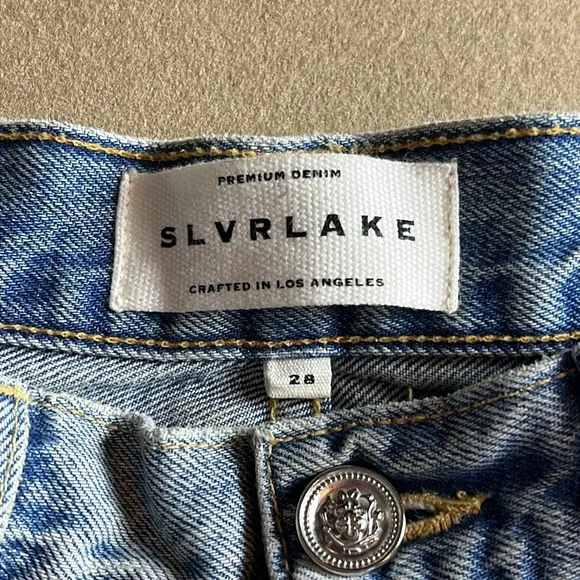 PREMIUM DENIM
SLVRLAKE
CRAFTED IN LOS ANGELES
28